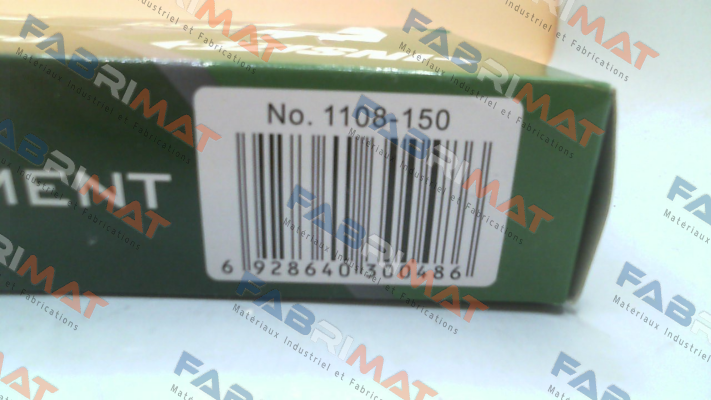 No. 1108-150
MENT
6 928640 300486
FABRIMAT
Matériaux Industriel et Fabrications